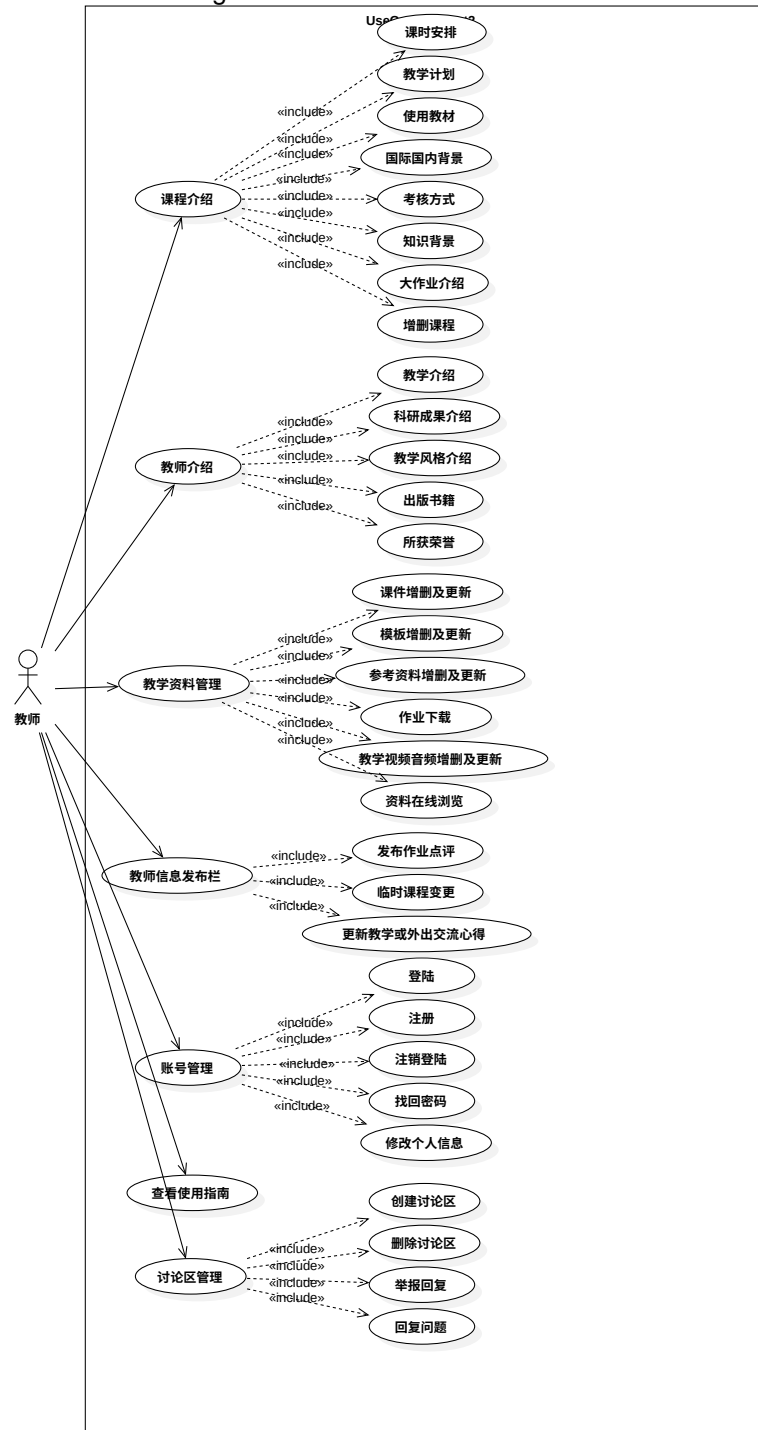 课时安排
教学计划
«include»
使用教材
«include»
«include»
国际国内背景
«include»
课程介绍
«include»
考核方式
«include»
知识背景
«include»
«include»
大作业介绍
增删课程
教学介绍
«include»
科研成果介绍
«include»
教师介绍
«include»
教学风格介绍
«include»
出版书籍
«include»
所获荣誉
课件增删及更新
«include»
模板增删及更新
«include»
教学资料管理
«include»
参考资料增删及更新
«include»
教师
作业下载
«include»
«include»
教学视频音频增删及更新
资料在线浏览
«include»
发布作业点评
教师信息发布栏
«include»
临时课程变更
«include»
更新教学或外出交流心得
登陆
«include»
注册
«include»
账号管理
«include»
注销登陆
«include»
找回密码
«include»
修改个人信息
查看使用指南
创建讨论区
«include»
删除讨论区
«include»
讨论区管理
«include»
举报回复
«include»
回复问题